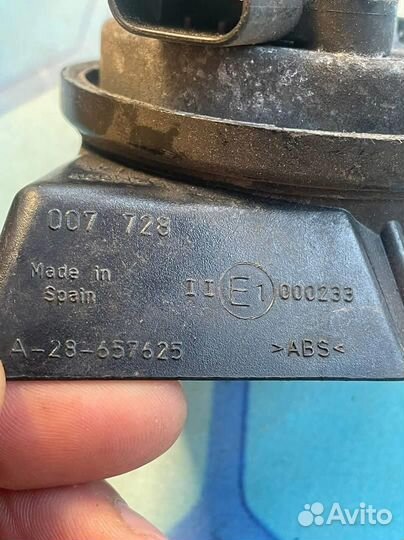 007 728
Made in
Spain
II E1 000233
A-28-657625
>ABS<
Avito